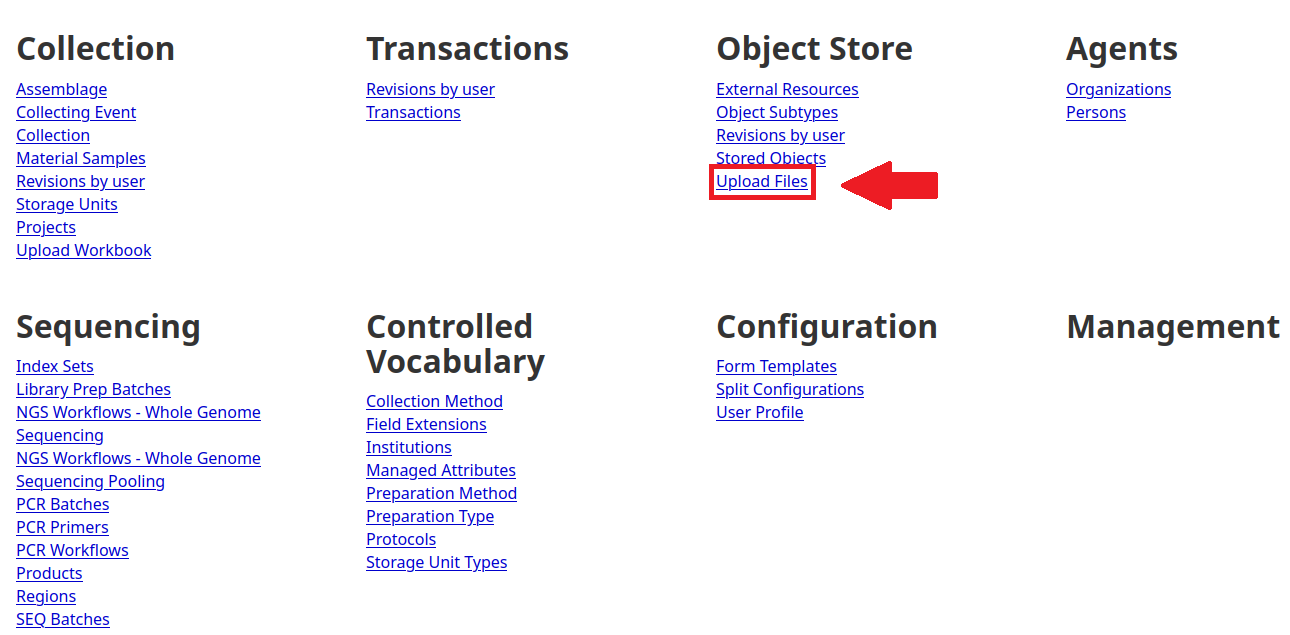 Collection
Assemblage
Collecting Event
Collection
Material Samples
Revisions by user
Storage Units
Projects
Upload Workbook
Transactions
Revisions by user
Transactions
Object Store
External Resources
Object Subtypes
Revisions by user
Stored Objects
Upload Files
Agents
Organizations
Persons
Sequencing
Index Sets
Library Prep Batches
NGS Workflows - Whole Genome
Sequencing
NGS Workflows - Whole Genome
Sequencing Pooling
PCR Batches
PCR Primers
PCR Workflows
Products
Regions
SEQ Batches
Controlled
Vocabulary
Collection Method
Field Extensions
Institutions
Managed Attributes
Preparation Method
Preparation Type
Protocols
Storage Unit Types
Configuration
Form Templates
Split Configurations
User Profile
Management